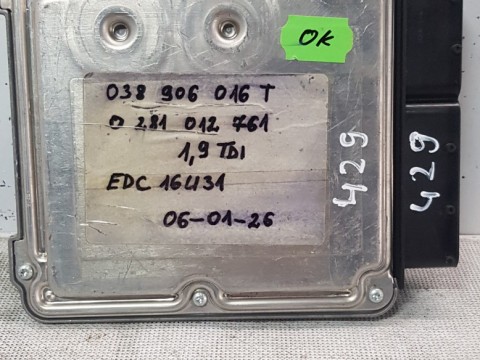 OK
038 906 016 T
0 281 012 761
1,9 TDI
EDC 16U31
06-01-26
429
429